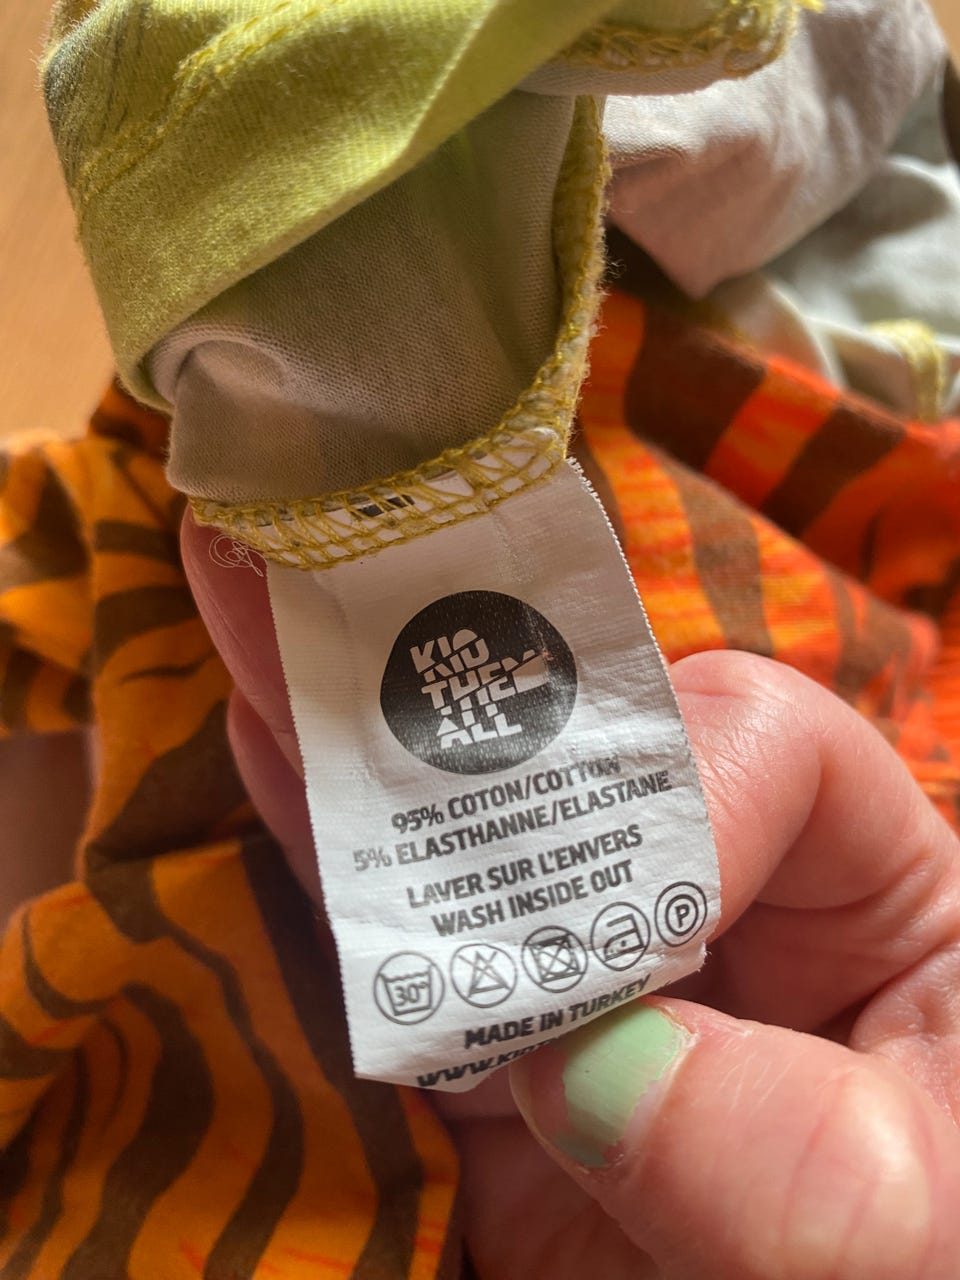 KID
AND
THEM
ALL
95% COTON/COTTON
5% ELASTHANNE/ELASTANE
LAVER SUR L'ENVERS
WASH INSIDE OUT
30° P
MADE IN TURKEY